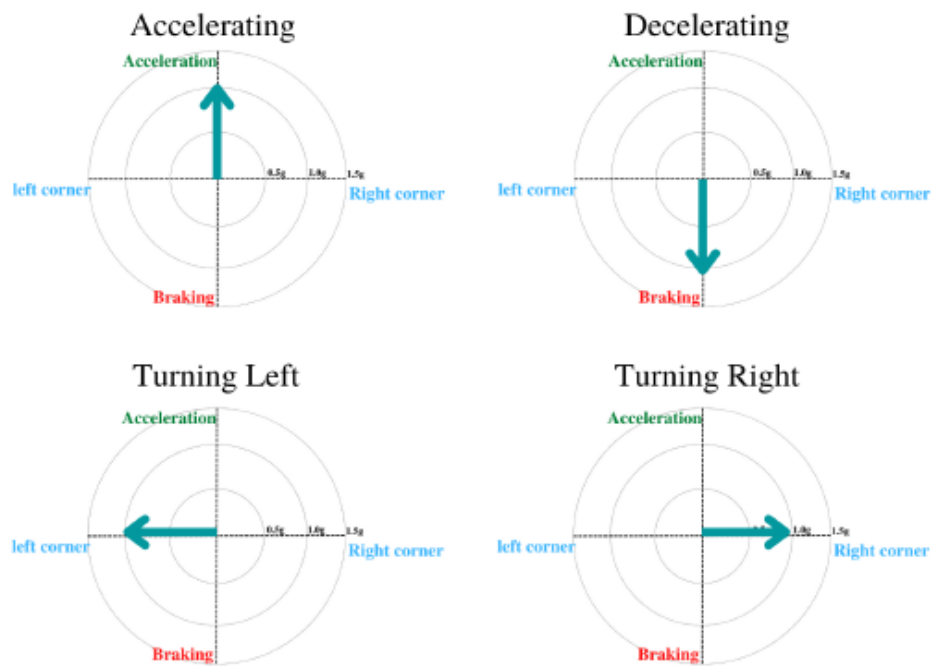 Accelerating
Acceleration
left corner
0.5g
1.0g
1.5g
Right corner
Braking
Decelerating
Acceleration
left corner
0.5g
1.0g
1.5g
Right corner
Braking
Turning Left
Acceleration
left corner
0.5g
1.0g
1.5g
Right corner
Braking
Turning Right
Acceleration
left corner
1.0g
1.5g
Right corner
Braking